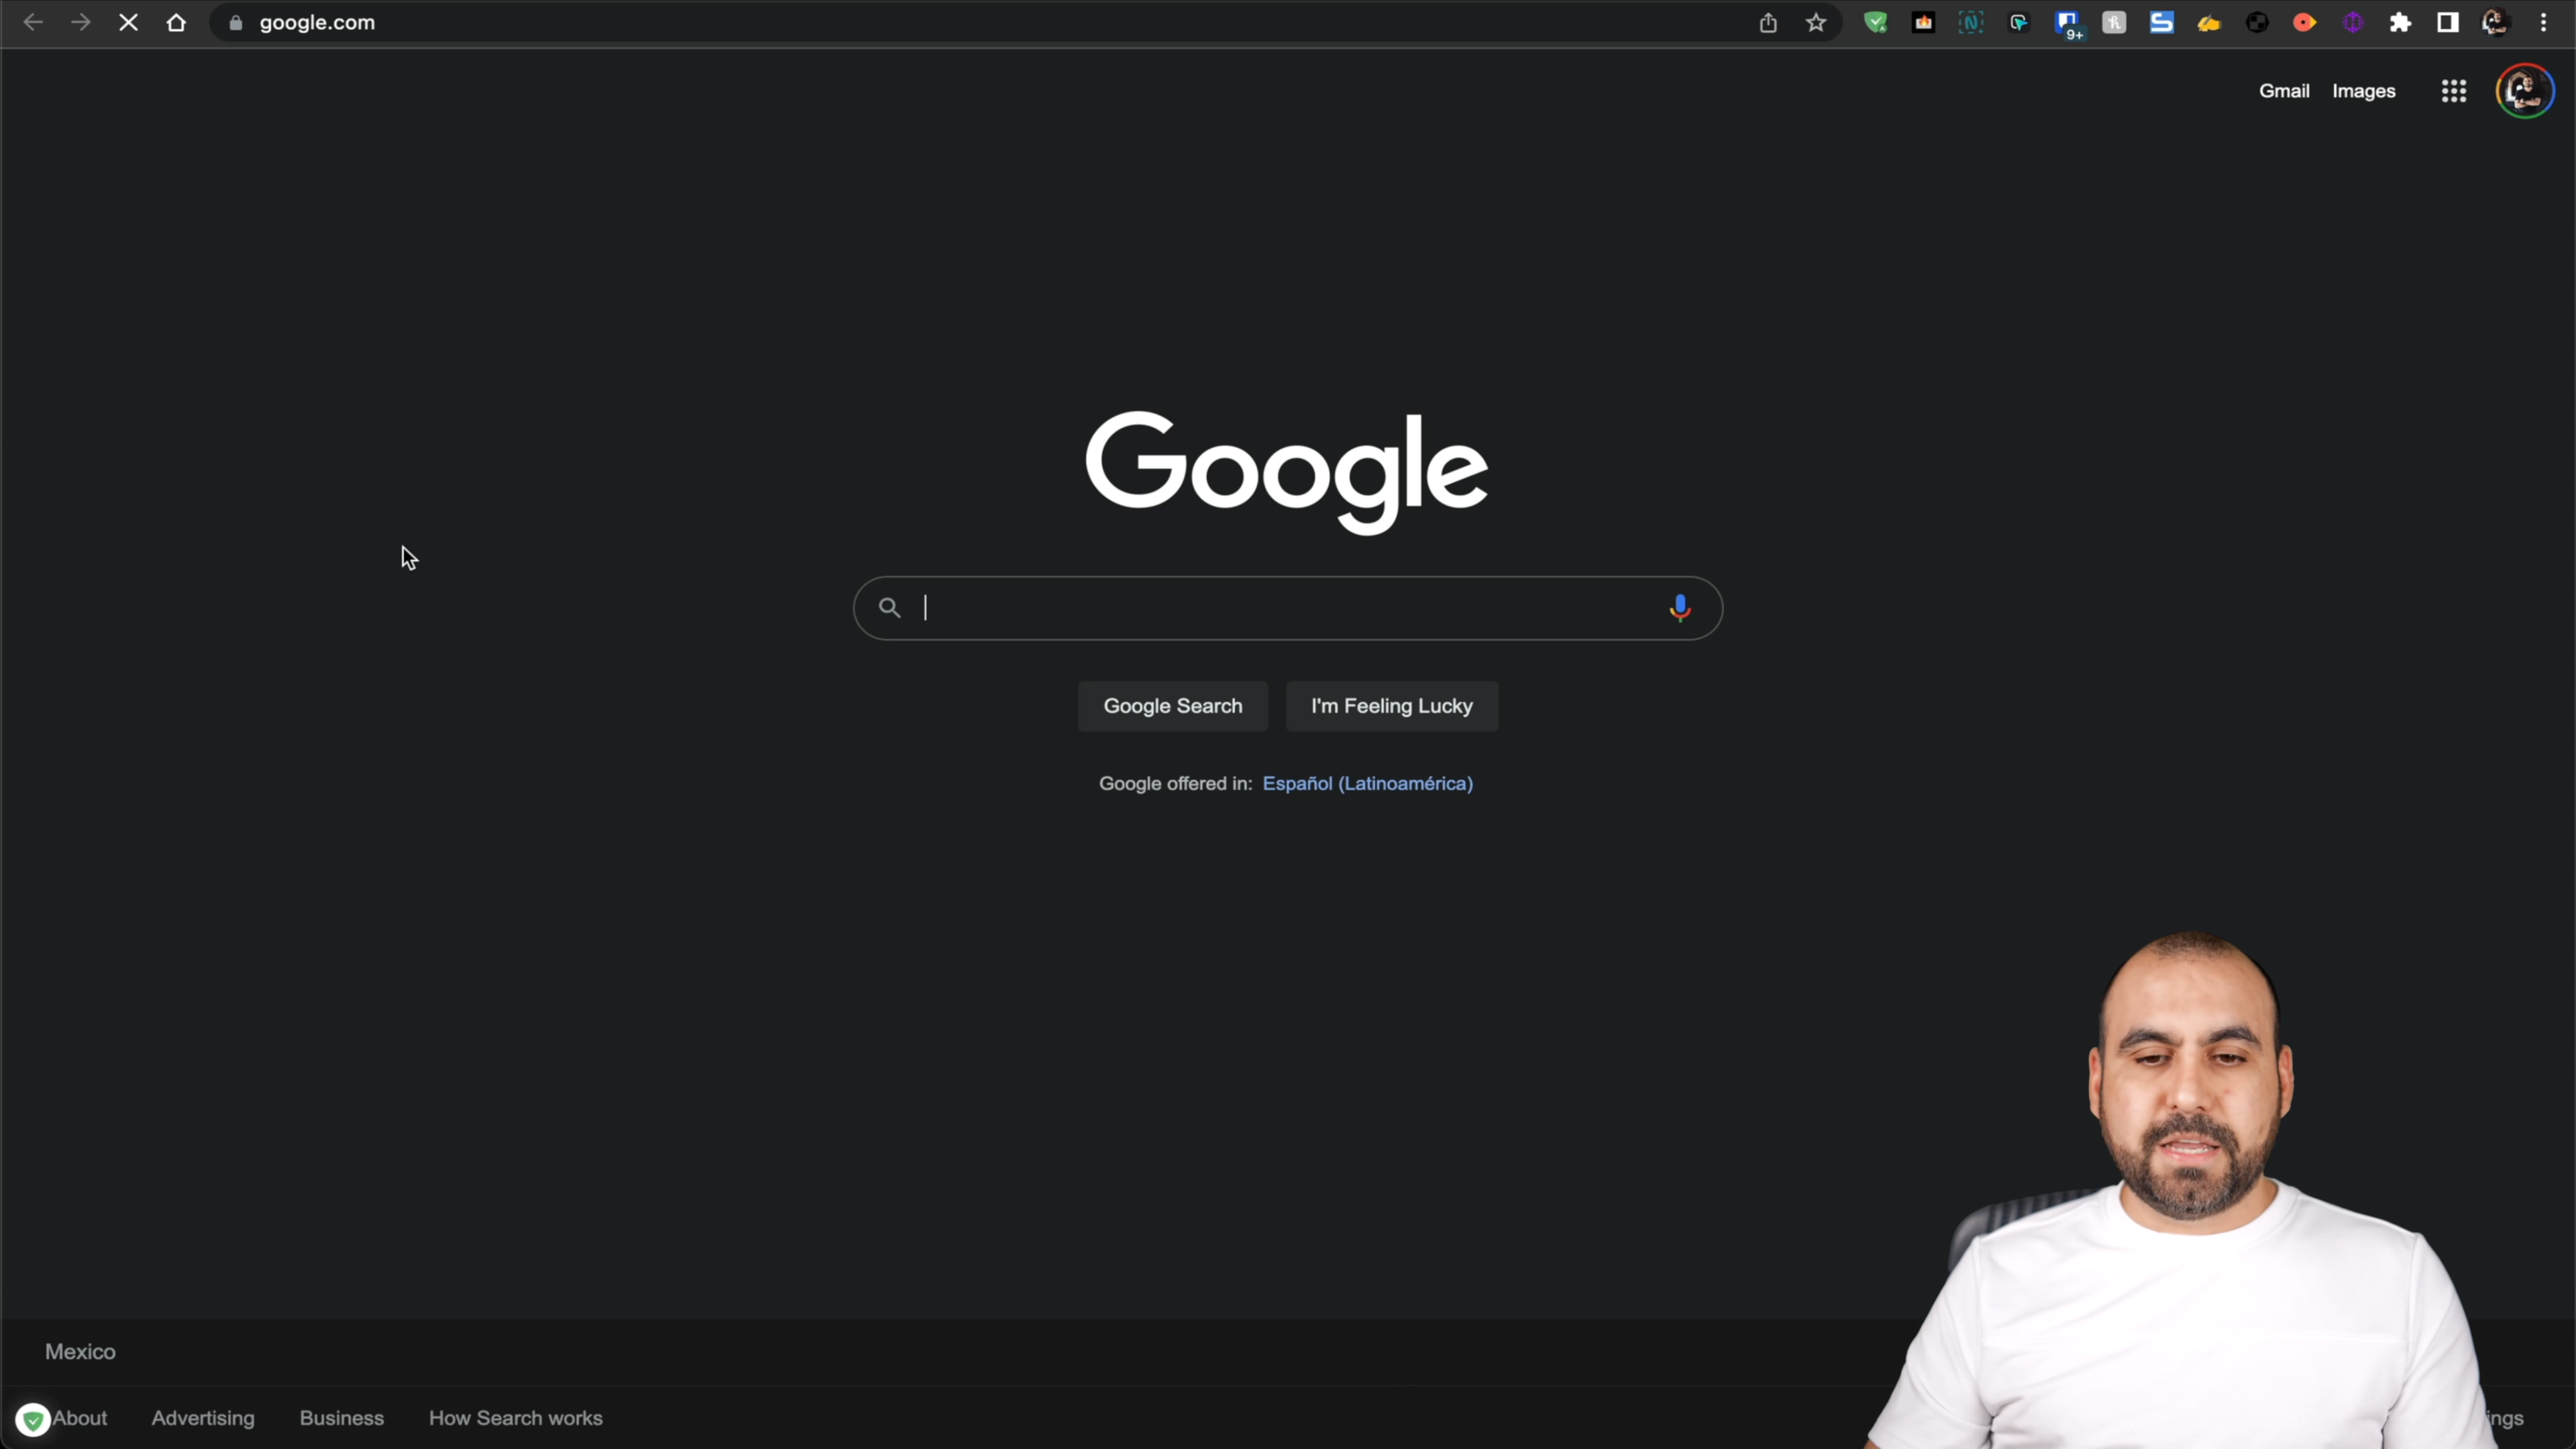 google.com
9+
Gmail Images
Google
Google Search I'm Feeling Lucky
Google offered in: Español (Latinoamérica)
Mexico
About Advertising Business How Search works